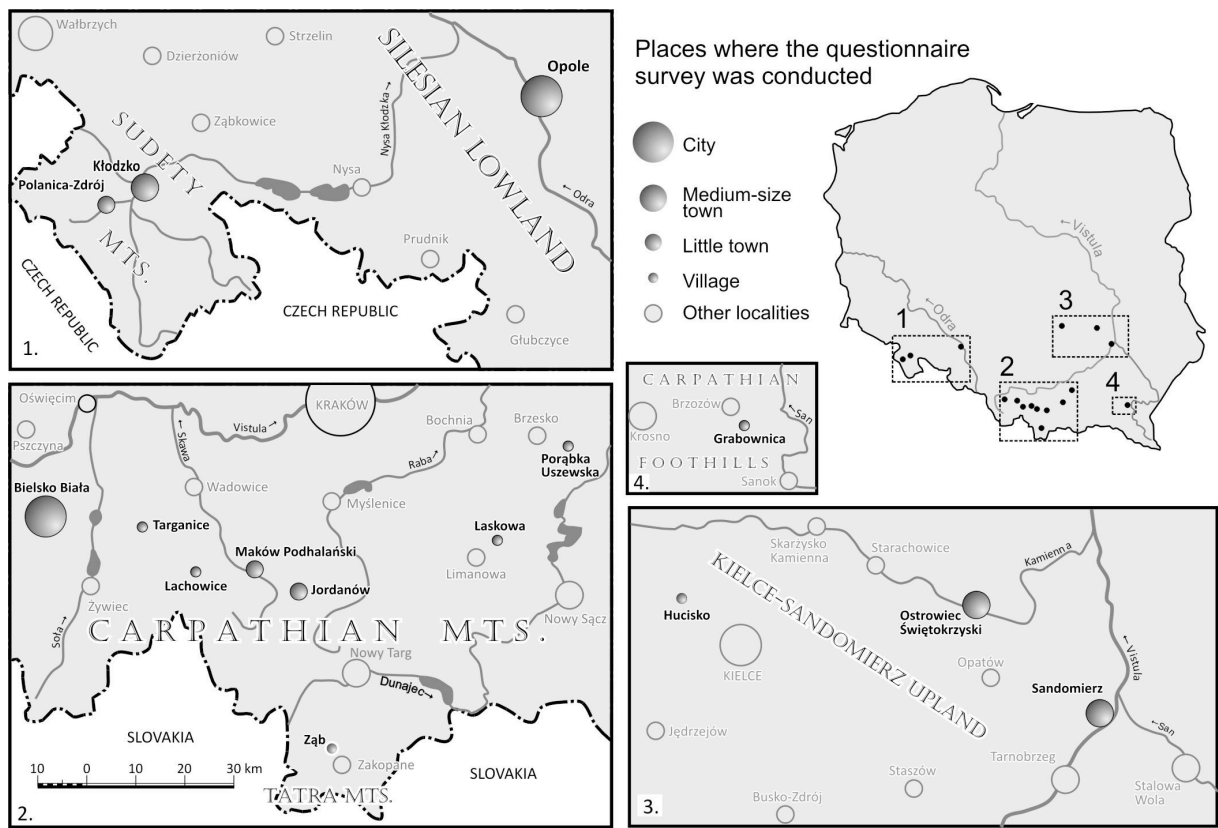 Wałbrzych
Strzelin
Dzierżoniów
Opole
SILESIAN LOWLAND
Nysa Kłodzka→
Ząbkowice
SUDETY
MTS.
Kłodzko
Nysa
Polanica-Zdrój
←Odra
Prudnik
CZECH REPUBLIC
CZECH REPUBLIC
Głubczyce
1.
Places where the questionnaire
survey was conducted
City
Medium-size
town
Little town
Village
Other localities
←Vistula
←Odra
1
2
3
4
CARPATHIAN
Brzozów
←San
Krosno
Grabownica
FOOTHILLS
Sanok
4.
Oświęcim
KRAKÓW
Vistula→
←Skawa
Pszczyna
Bochnia
Brzesko
Raba→
Porąbka
Uszewska
Bielsko Biała
Wadowice
Myślenice
Targanice
Laskowa
Maków Podhalański
Limanowa
Lachowice
Jordanów
Żywiec
Nowy Sącz
Soła→
CARPATHIAN MTS.
Nowy Targ
Dunajec→
SLOVAKIA
Ząb
Zakopane
SLOVAKIA
10 0 10 20 30 km
TATRA MTS.
2.
Skarżysko
Kamienna
Starachowice
Kamienna
KIELCE-SANDOMIERZ UPLAND
Hucisko
Ostrowiec
Świętokrzyski
KIELCE
Opatów
←Vistula
Sandomierz
Jędrzejów
←San
Tarnobrzeg
Staszów
Stalowa
Wola
Busko-Zdrój
3.